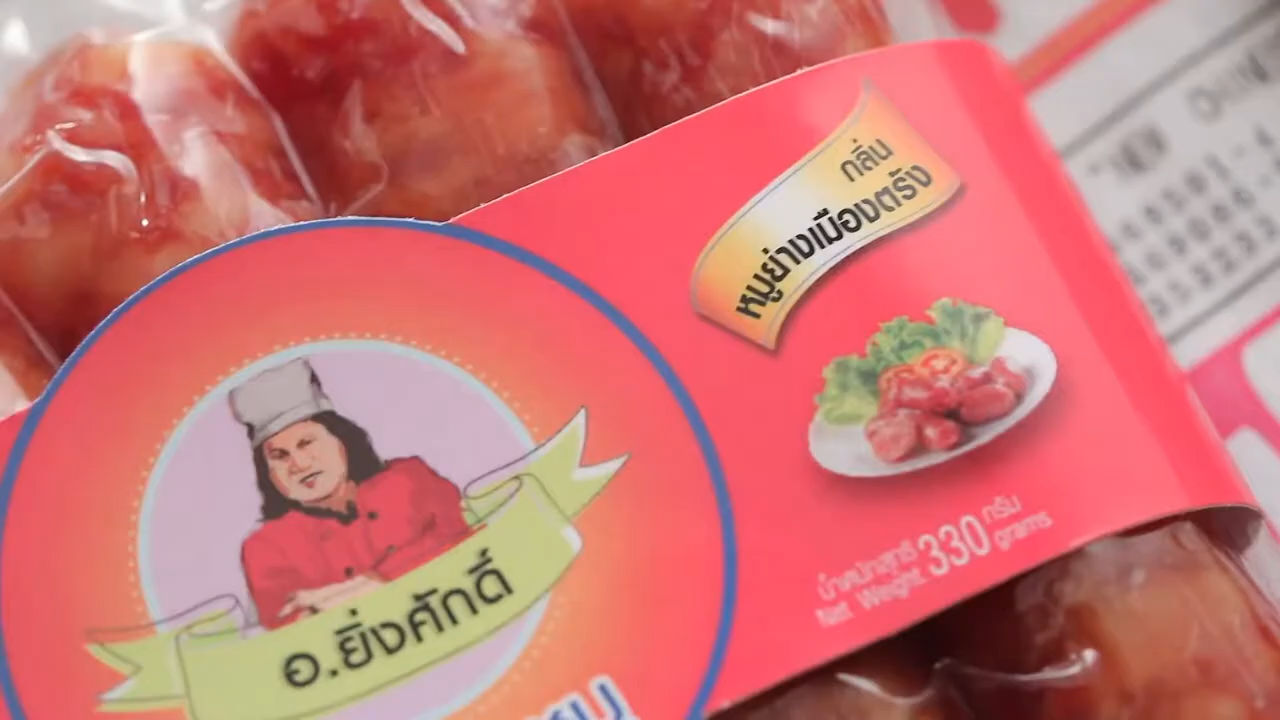 กลิ่น
หมูย่างเมืองตรัง
อ.ยิ่งศักดิ์
น้ำหนักสุทธิ 330 กรัม
Net Weight grams